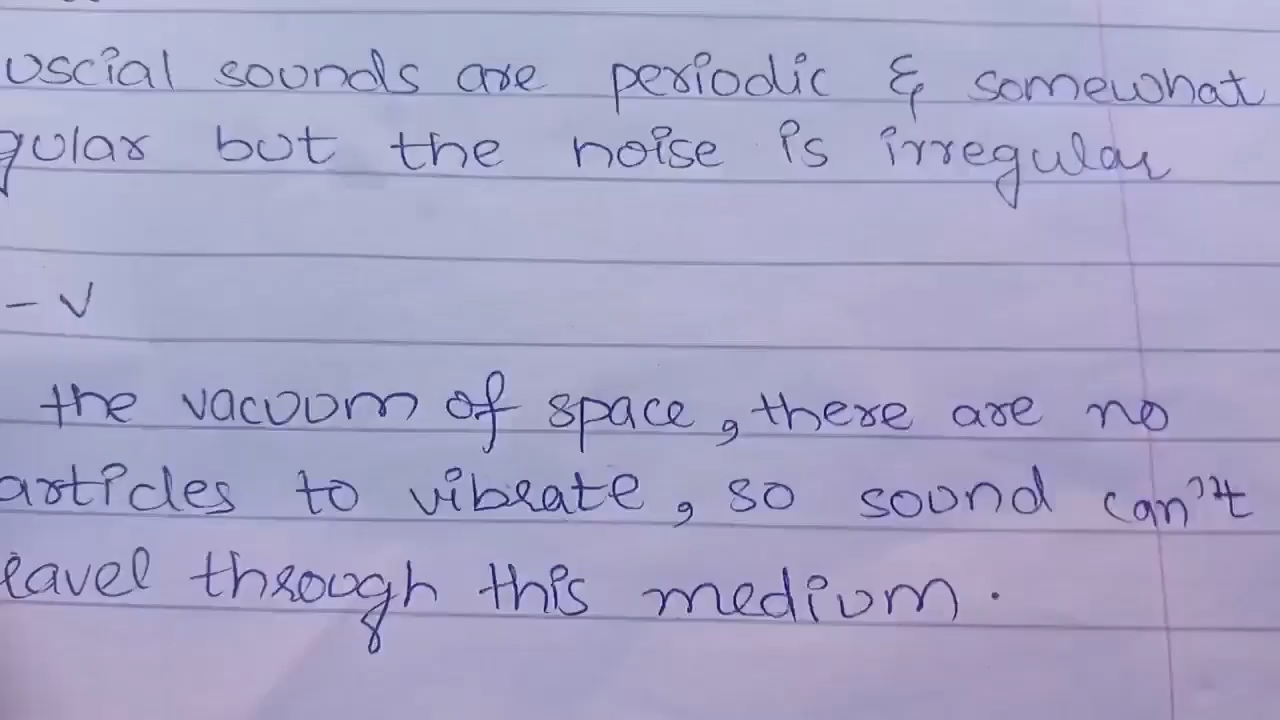 uscial sounds are periodic & somewhat
gular but the noise is irregular
- V
the vacuum of space, there are no
articles to vibrate, so sound can't
ravel through this medium.